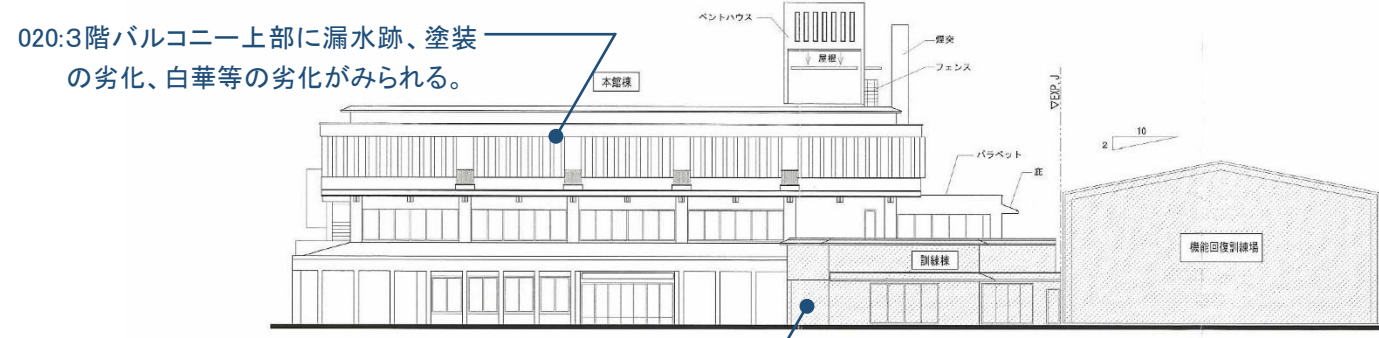 020:3階バルコニー上部に漏水跡、塗装
の劣化、白華等の劣化がみられる。
ペントハウス
屋根
煙突
フェンス
本館棟
▽EXP.J
10
2
パラペット
庇
訓練棟
機能回復訓練場